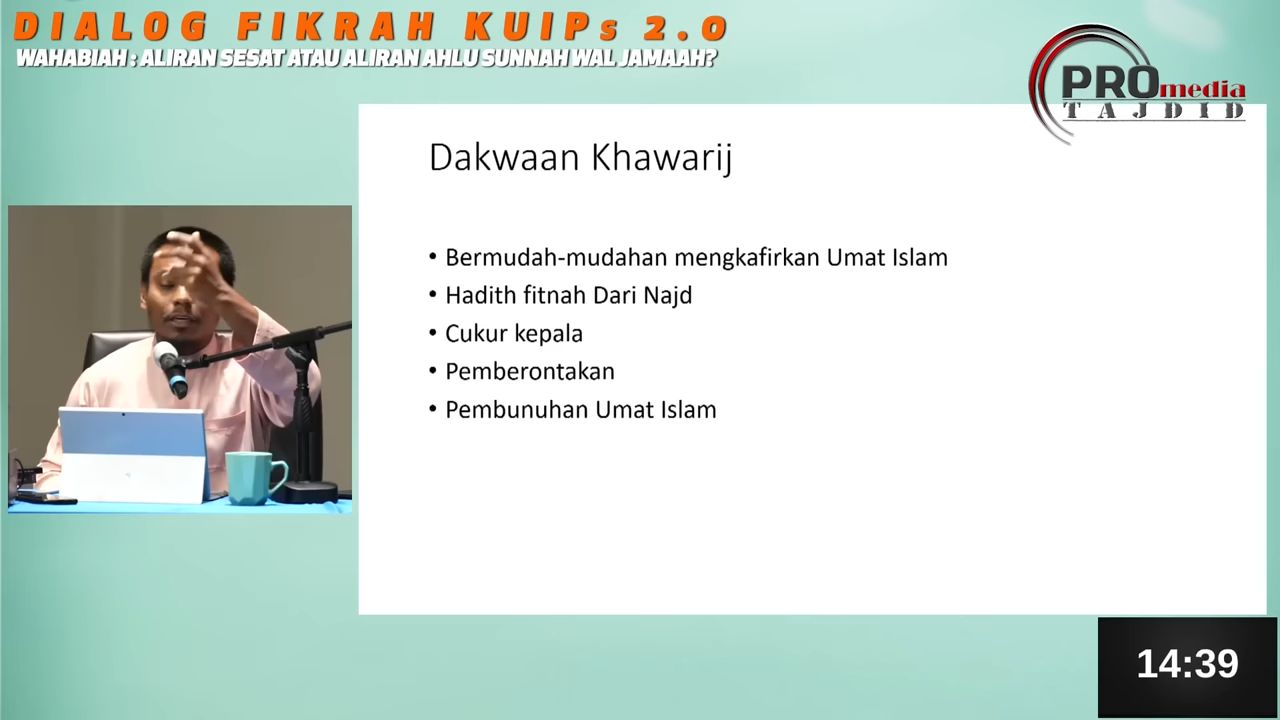 DIALOG FIKRAH KUIPs 2.0
WAHABIAH : ALIRAN SESAT ATAU ALIRAN AHLU SUNNAH WAL JAMAAH?
PROmedia
TAJDID
Dakwaan Khawarij
• Bermudah-mudahan mengkafirkan Umat Islam
• Hadith fitnah Dari Najd
• Cukur kepala
• Pemberontakan
• Pembunuhan Umat Islam
14:39